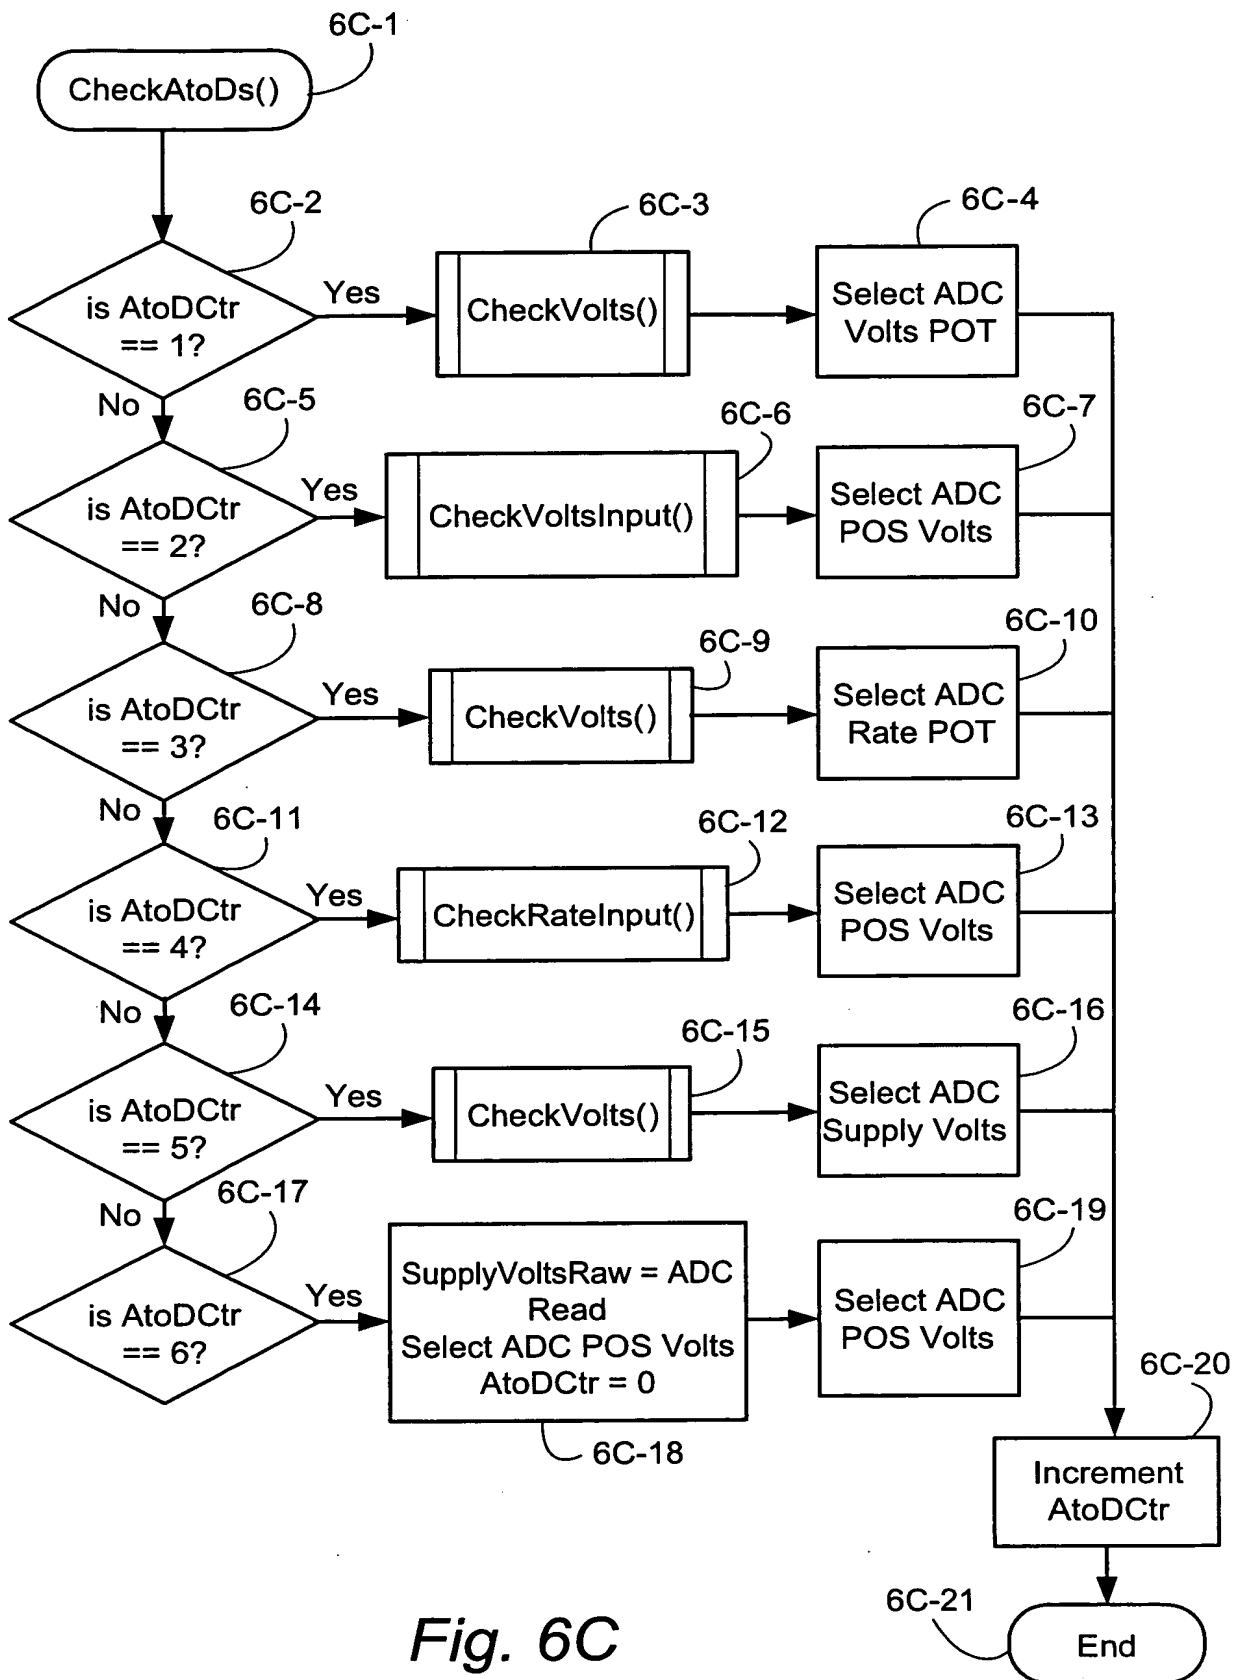 6C-1
CheckAtoDs()
6C-2
6C-3
6C-4
is AtoDCtr
== 1?
Yes
CheckVolts()
Select ADC
Volts POT
No
6C-5
6C-6
6C-7
is AtoDCtr
== 2?
Yes
CheckVoltsInput()
Select ADC
POS Volts
No
6C-8
6C-9
6C-10
is AtoDCtr
== 3?
Yes
CheckVolts()
Select ADC
Rate POT
No
6C-11
6C-12
6C-13
is AtoDCtr
== 4?
Yes
CheckRateInput()
Select ADC
POS Volts
No
6C-14
6C-15
6C-16
is AtoDCtr
== 5?
Yes
CheckVolts()
Select ADC
Supply Volts
No
6C-17
6C-19
is AtoDCtr
== 6?
Yes
SupplyVoltsRaw = ADC
Read
Select ADC POS Volts
AtoDCtr = 0
Select ADC
POS Volts
6C-18
6C-20
Increment
AtoDCtr
6C-21
End
Fig. 6C